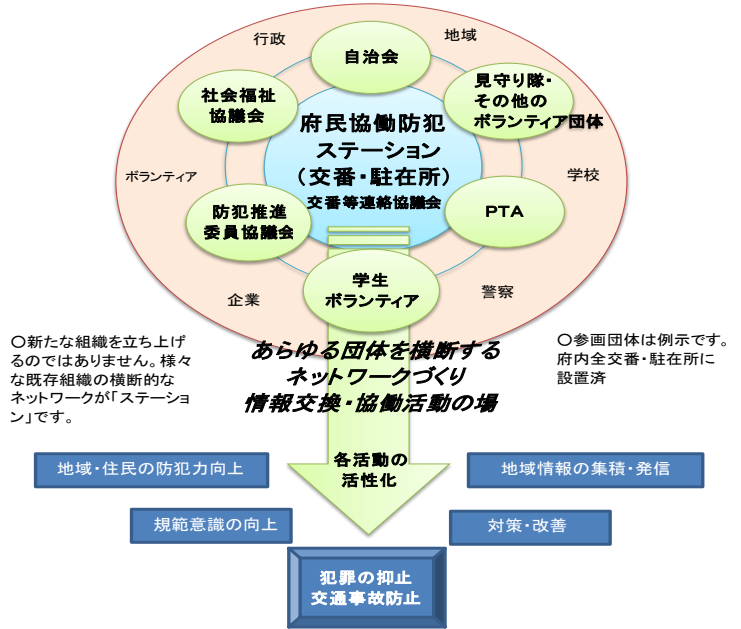 行政
地域
自治会
社会福祉
協議会
見守り隊・
その他の
ボランティア団体
府民協働防犯
ステーション
（交番・駐在所）
交番等連絡協議会
ボランティア
学校
防犯推進
委員協議会
PTA
学生
ボランティア
企業
警察
〇新たな組織を立ち上げ
るのではありません。様々
な既存組織の横断的な
ネットワークが「ステーショ
ン」です。
あらゆる団体を横断する
ネットワークづくり
情報交換・協働活動の場
〇参画団体は例示です。
府内全交番・駐在所に
設置済
各活動の
活性化
地域・住民の防犯力向上
地域情報の集積・発信
規範意識の向上
対策・改善
犯罪の抑止
交通事故防止